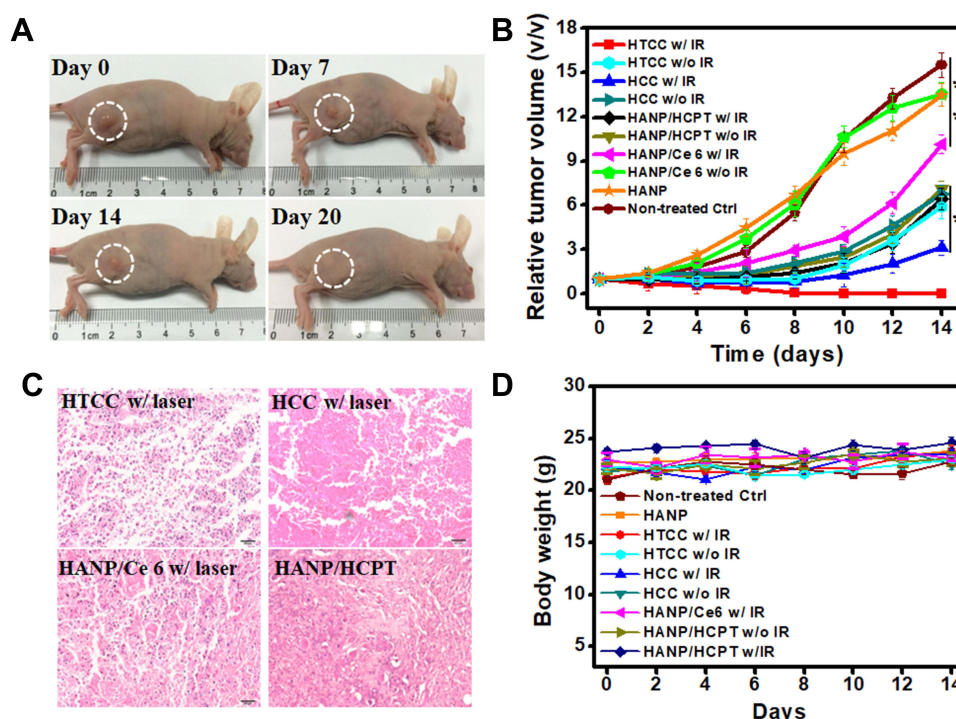 A
Day 0
Day 7
1cm 2 3 4 5 6 7 8
1cm 2 3 4 5 6 7 8
Day 14
Day 20
1cm 2 3 4 5 6 7 8
1cm 2 3 4 5 6 7 8
B
Relative tumor volume (v/v)
18
15
12
9
6
3
0
HTCC w/ IR
HTCC w/o IR
HCC w/ IR
HCC w/o IR
HANP/HCPT w/ IR
HANP/HCPT w/o IR
HANP/Ce 6 w/ IR
HANP/Ce 6 w/o IR
HANP
Non-treated Ctrl
0 2 4 6 8 10 12 14
Time (days)
C
HTCC w/ laser
HCC w/ laser
HANP/Ce 6 w/ laser
HANP/HCPT
D
Body weight (g)
30
25
20
15
10
5
Non-treated Ctrl
HANP
HTCC w/ IR
HTCC w/o IR
HCC w/ IR
HCC w/o IR
HANP/Ce6 w/ IR
HANP/HCPT w/o IR
HANP/HCPT w/IR
0 2 4 6 8 10 12 14
Days